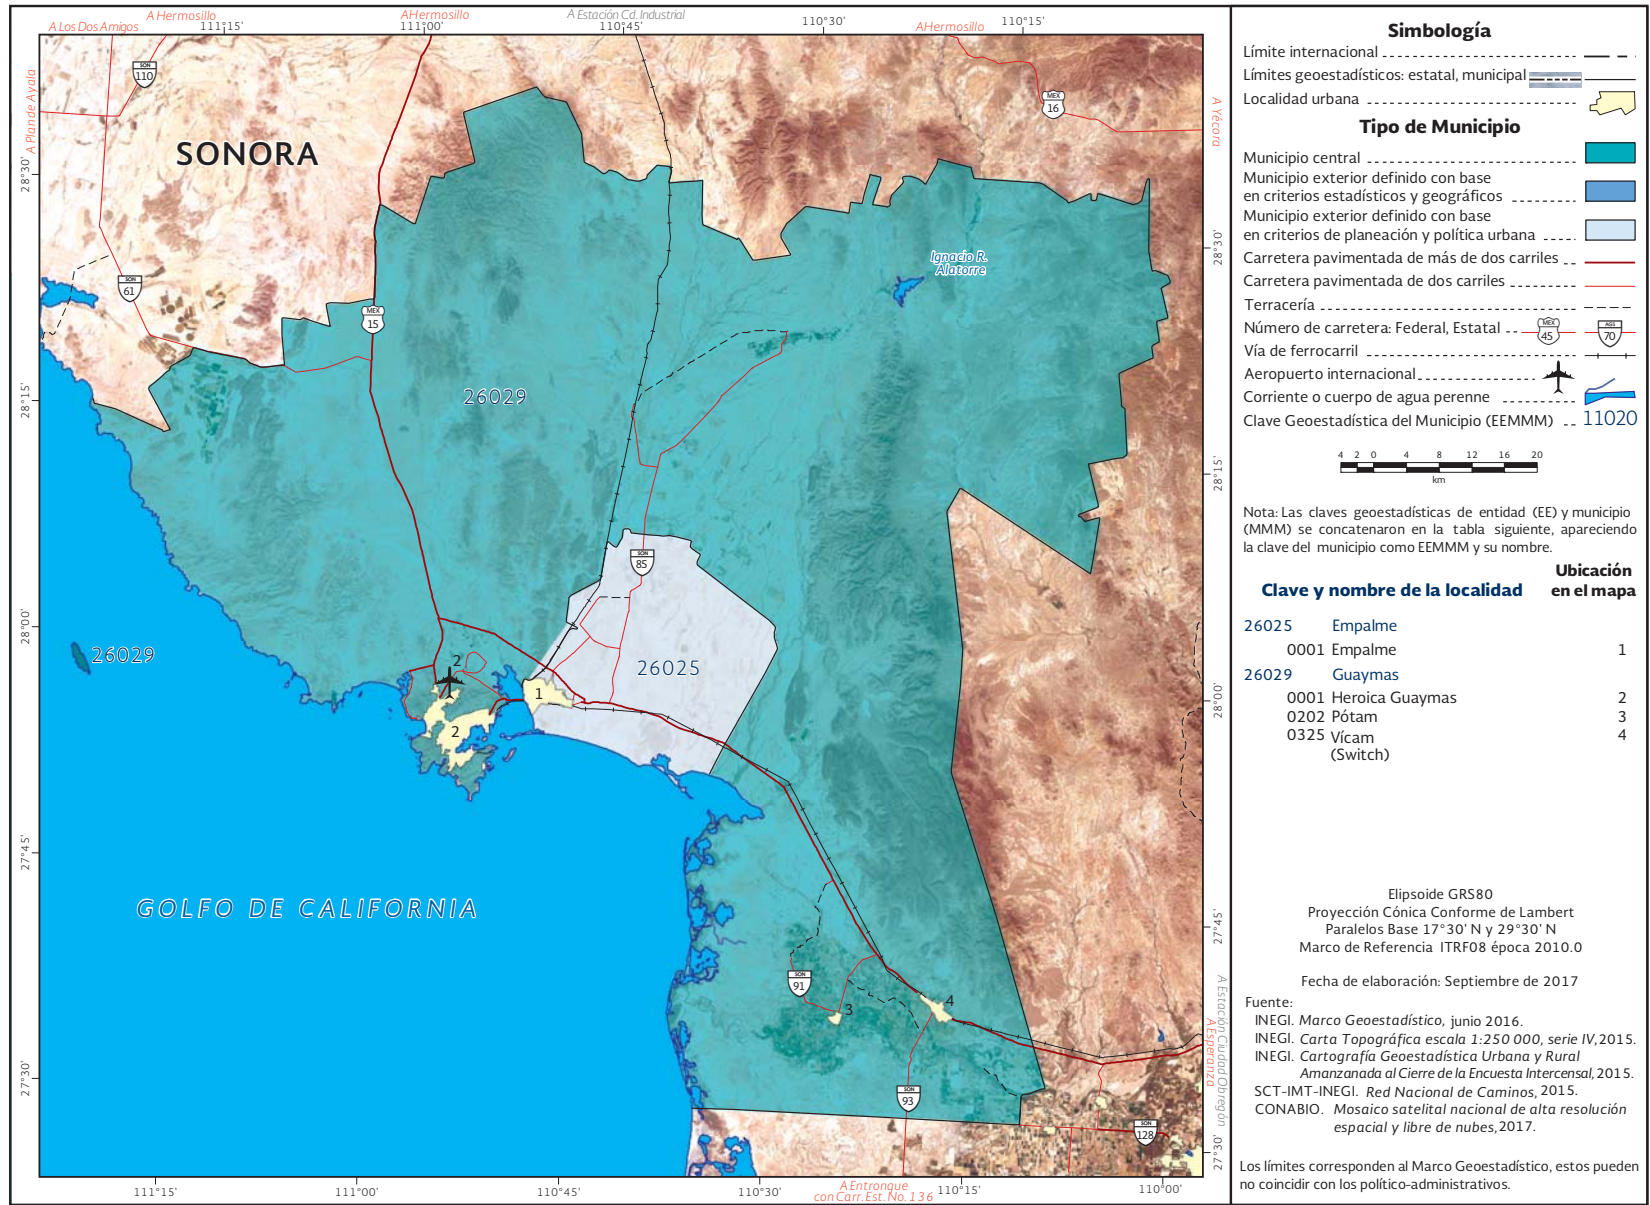 A Los Dos Amigos
A Hermosillo
111°15'
A Hermosillo
111°00'
A Estación Cd. Industrial
110°45'
110°30'
A Hermosillo
110°15'
A Plan de Ayala
28°30'
28°15'
28°00'
27°45'
27°30'
A Yécora
28°30'
28°15'
28°00'
27°45'
A Estación Ciudad Obregón
A Esperanza
27°30'
SON
110
MEX
16
SONORA
Ignacio R.
Alatorre
SON
61
MEX
15
26029
SON
85
26029
2
26025
1
2
GOLFO DE CALIFORNIA
SON
91
3
4
SON
93
SON
128
111°15'
111°00'
110°45'
110°30'
A Entronque
con Carr. Est. No. 136
110°15'
110°00'
Simbología
Límite internacional
Límites geoestadísticos: estatal, municipal
Localidad urbana
Tipo de Municipio
Municipio central
Municipio exterior definido con base
en criterios estadísticos y geográficos
Municipio exterior definido con base
en criterios de planeación y política urbana
Carretera pavimentada de más de dos carriles
Carretera pavimentada de dos carriles
Terracería
Número de carretera: Federal, Estatal
MEX
45
AGS
70
Vía de ferrocarril
Aeropuerto internacional
Corriente o cuerpo de agua perenne
Clave Geoestadística del Municipio (EEMMM) 11020
4 2 0 4 8 12 16 20
km
Nota: Las claves geoestadísticas de entidad (EE) y municipio
(MMM) se concatenaron en la tabla siguiente, apareciendo
la clave del municipio como EEMMM y su nombre.
Clave y nombre de la localidad
Ubicación
en el mapa
26025 Empalme
0001 Empalme 1
26029 Guaymas
0001 Heroica Guaymas 2
0202 Pótam 3
0325 Vícam 4
(Switch)
Elipsoide GRS80
Proyección Cónica Conforme de Lambert
Paralelos Base 17°30' N y 29°30' N
Marco de Referencia ITRF08 época 2010.0
Fecha de elaboración: Septiembre de 2017
Fuente:
INEGI. Marco Geoestadístico, junio 2016.
INEGI. Carta Topográfica escala 1:250 000, serie IV, 2015.
INEGI. Cartografía Geoestadística Urbana y Rural
Amanzanada al Cierre de la Encuesta Intercensal, 2015.
SCT-IMT-INEGI. Red Nacional de Caminos, 2015.
CONABIO. Mosaico satelital nacional de alta resolución
espacial y libre de nubes, 2017.
Los límites corresponden al Marco Geoestadístico, estos pueden
no coincidir con los político-administrativos.